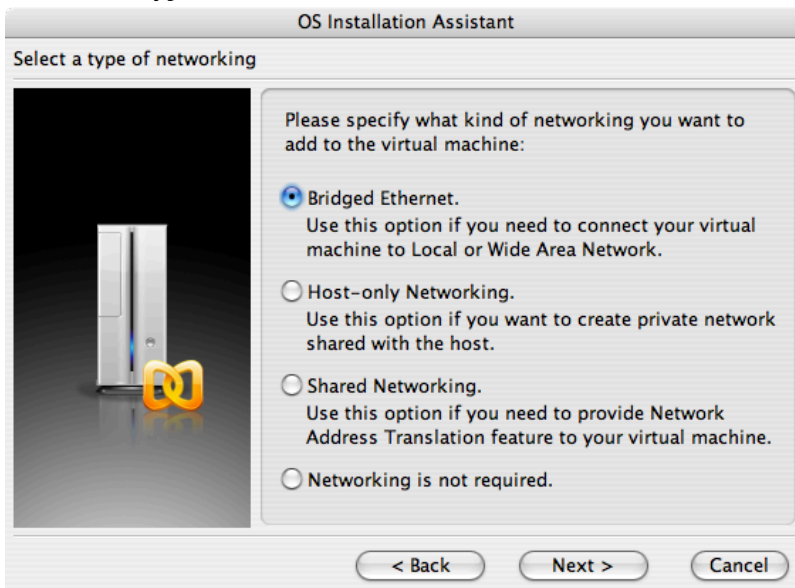 OS Installation Assistant
Select a type of networking
Please specify what kind of networking you want to
add to the virtual machine:
Bridged Ethernet.
Use this option if you need to connect your virtual
machine to Local or Wide Area Network.
Host-only Networking.
Use this option if you want to create private network
shared with the host.
Shared Networking.
Use this option if you need to provide Network
Address Translation feature to your virtual machine.
Networking is not required.
< Back
Next >
Cancel